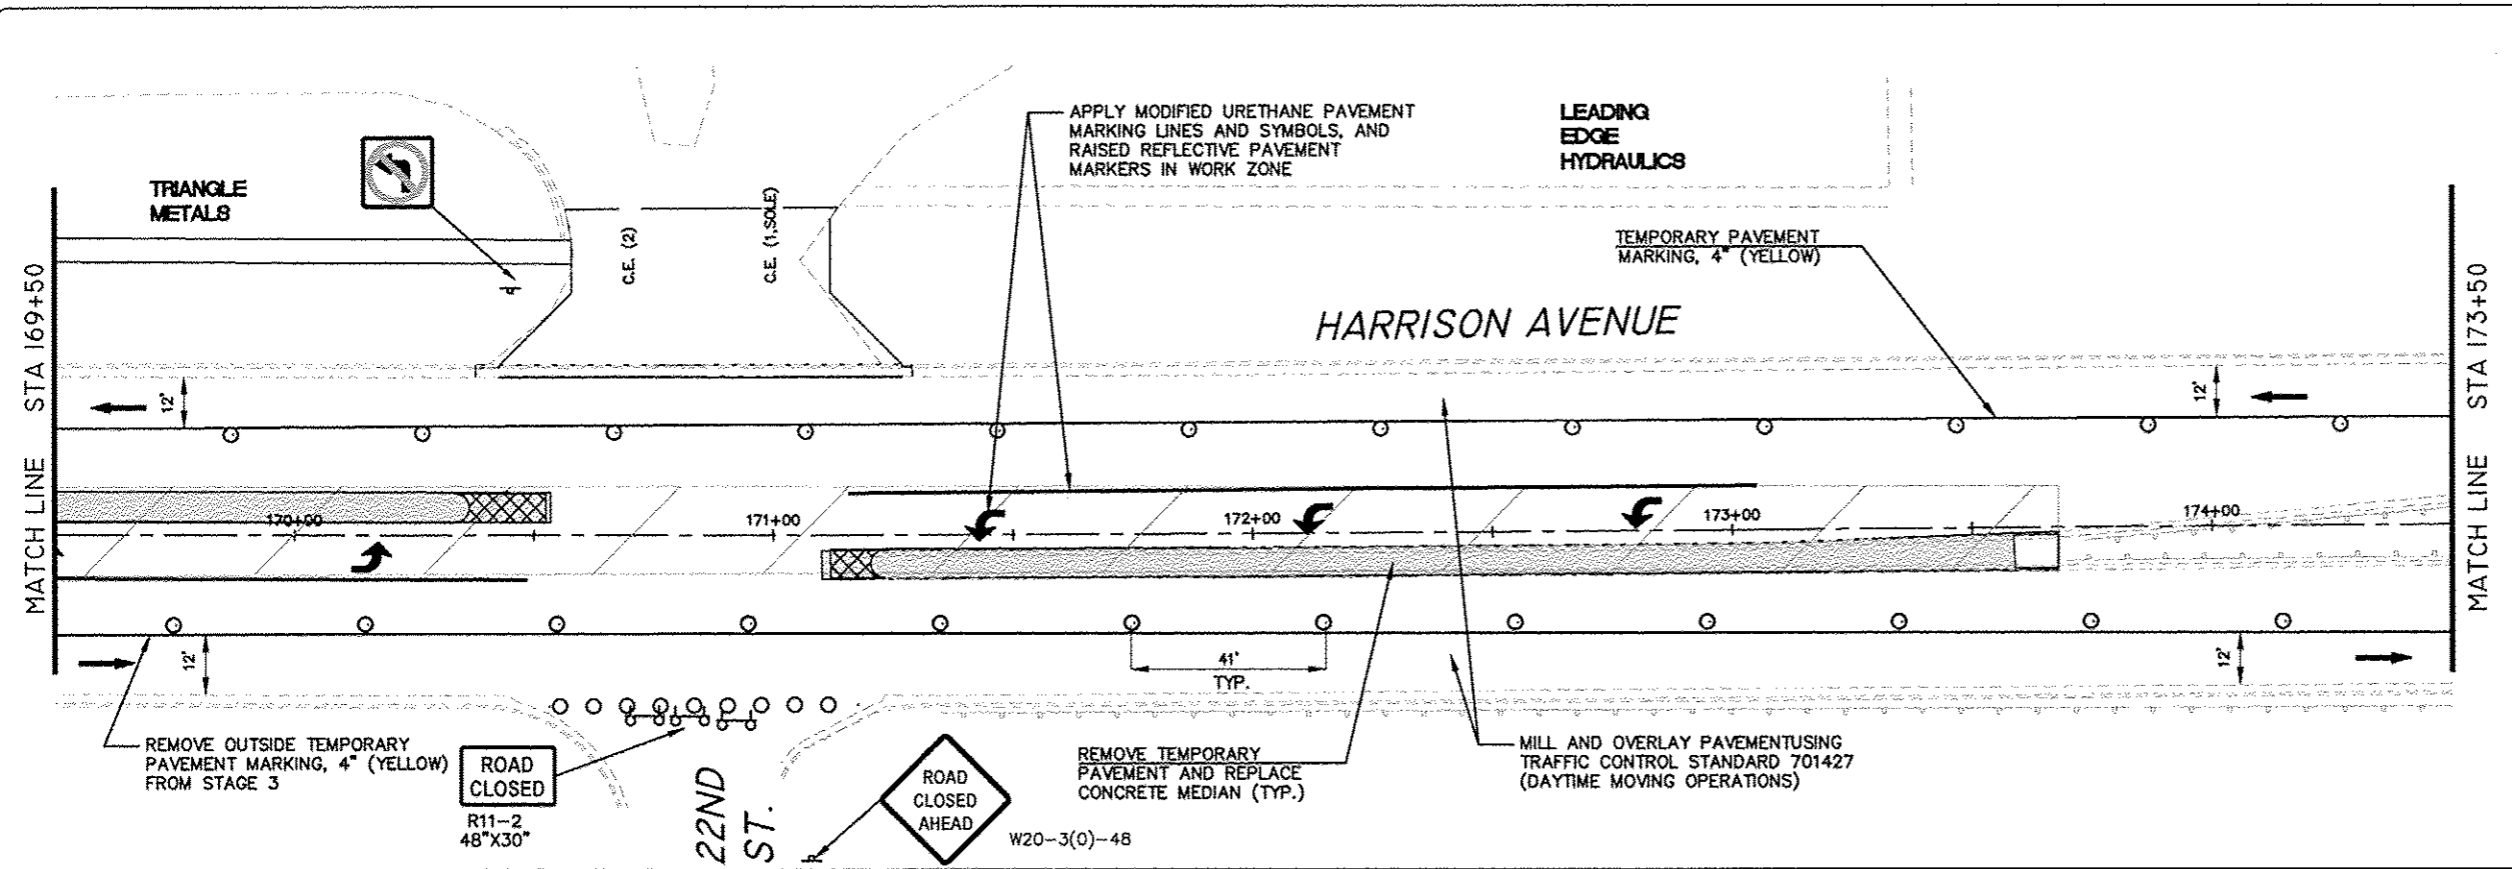 APPLY MODIFIED URETHANE PAVEMENT
MARKING LINES AND SYMBOLS, AND
RAISED REFLECTIVE PAVEMENT
MARKERS IN WORK ZONE
LEADING
EDGE
HYDRAULICS
TRIANGLE
METALS
C.E. (2)
C.E. (1,SOLE)
TEMPORARY PAVEMENT
MARKING, 4" (YELLOW)
HARRISON AVENUE
MATCH LINE STA 169+50
MATCH LINE STA 173+50
12'
12'
170+00
171+00
172+00
173+00
174+00
12'
41'
TYP.
12'
REMOVE OUTSIDE TEMPORARY
PAVEMENT MARKING, 4" (YELLOW)
FROM STAGE 3
ROAD
CLOSED
R11-2
48"X30"
22ND
ST.
ROAD
CLOSED
AHEAD
W20-3(O)-48
REMOVE TEMPORARY
PAVEMENT AND REPLACE
CONCRETE MEDIAN (TYP.)
MILL AND OVERLAY PAVEMENTUSING
TRAFFIC CONTROL STANDARD 701427
(DAYTIME MOVING OPERATIONS)